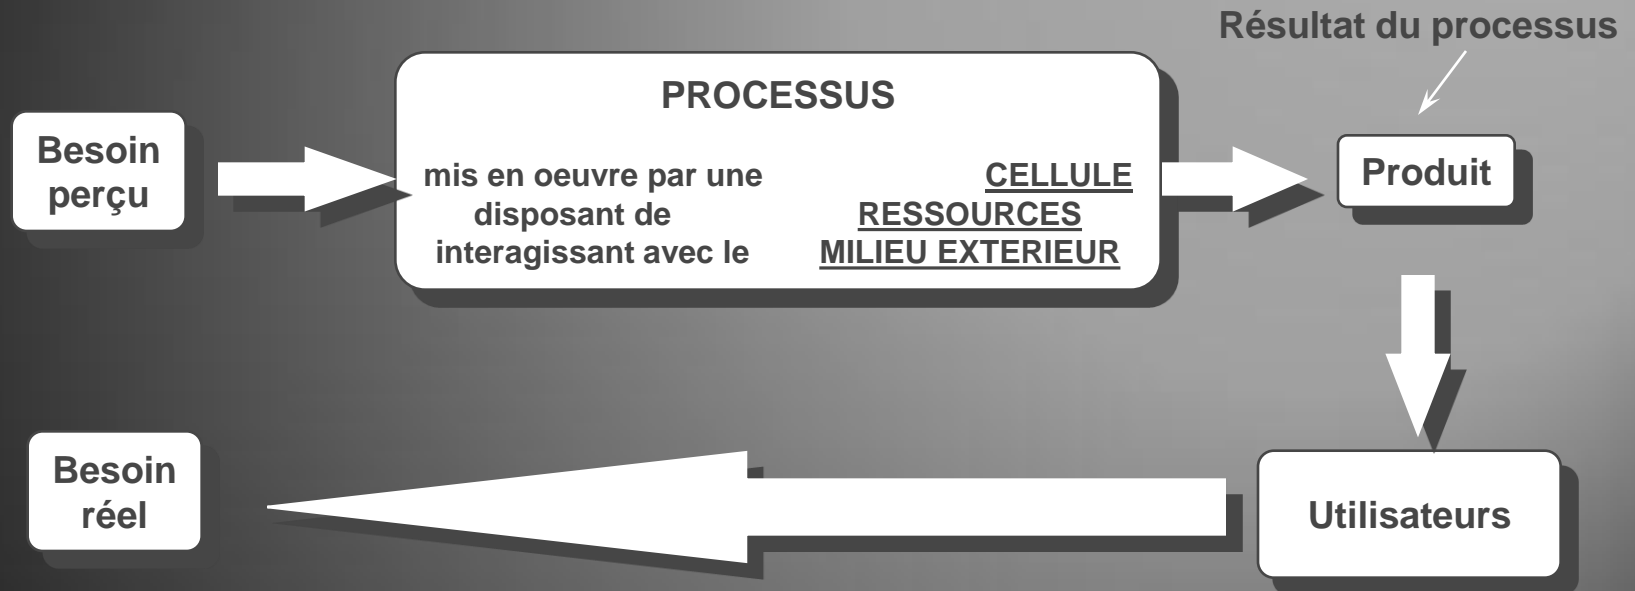 Résultat du processus
PROCESSUS
Besoin
perçu
mis en oeuvre par une CELLULE
disposant de RESSOURCES
interagissant avec le MILIEU EXTERIEUR
Produit
Besoin
réel
Utilisateurs